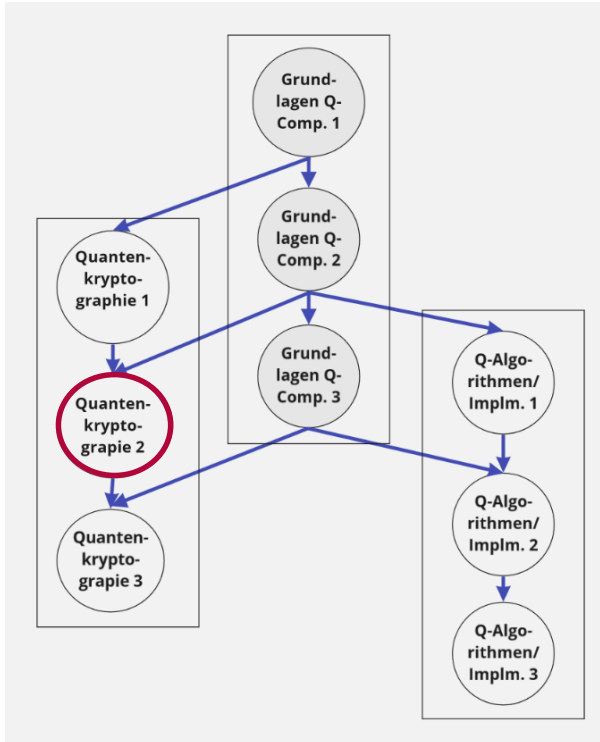 Grund-
lagen Q-
Comp. 1
Grund-
lagen Q-
Comp. 2
Grund-
lagen Q-
Comp. 3
Quanten-
krypto-
graphie 1
Quanten-
krypto-
grapie 2
Quanten-
krypto-
grapie 3
Q-Algo-
rithmen/
Implm. 1
Q-Algo-
rithmen/
Implm. 2
Q-Algo-
rithmen/
Implm. 3